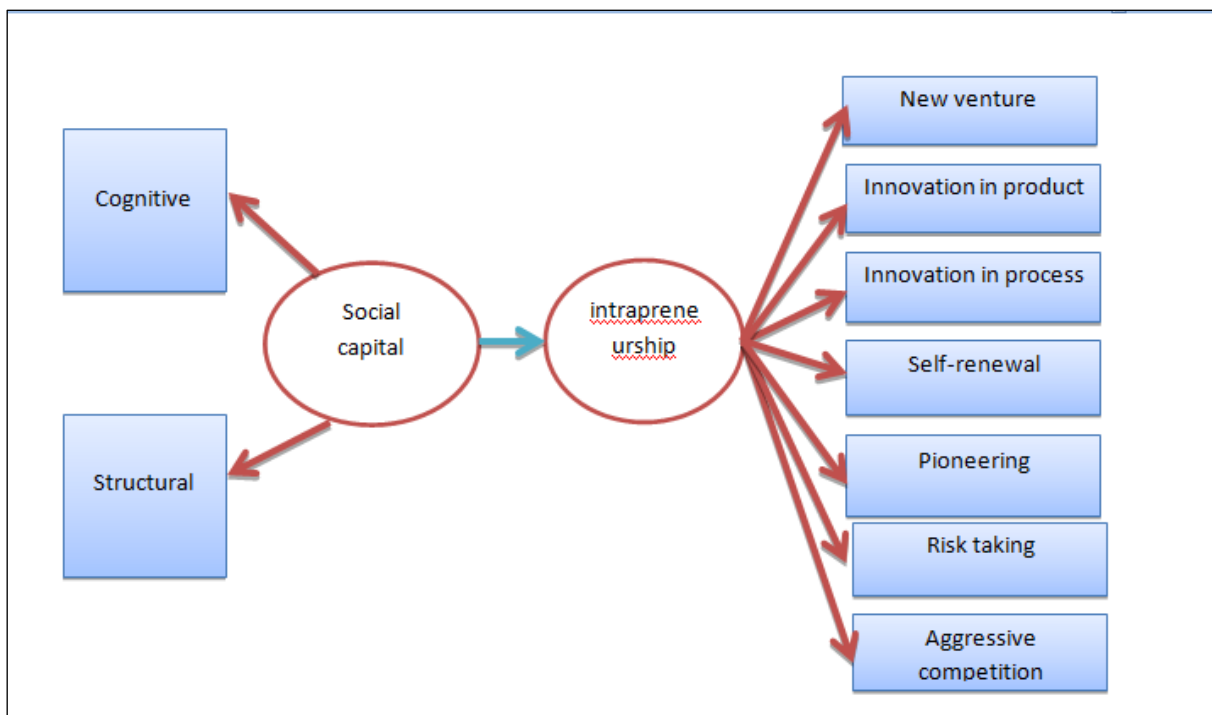 Cognitive
Structural
Social
capital
intraprene
urship
New venture
Innovation in product
Innovation in process
Self-renewal
Pioneering
Risk taking
Aggressive
competition